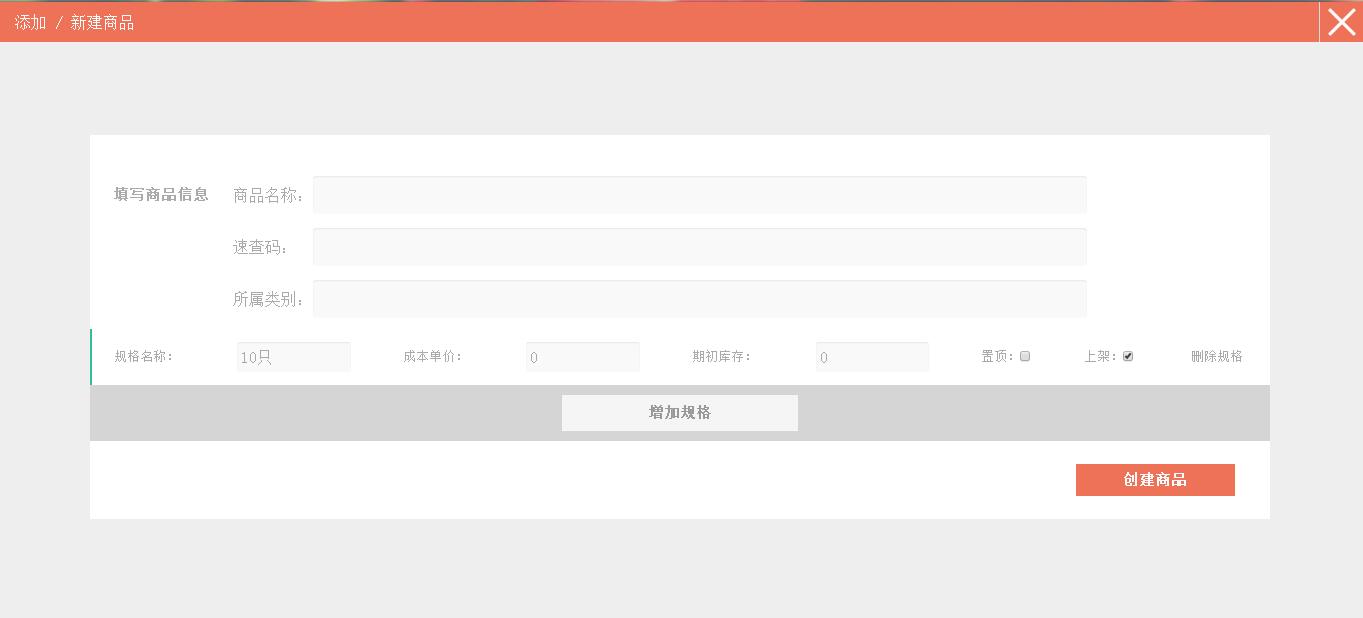 添加 / 新建商品
填写商品信息 商品名称：
速查码：
所属类别：
规格名称： 10只 成本单价： 0 期初库存： 0 置顶： 上架： 删除规格
增加规格
创建商品